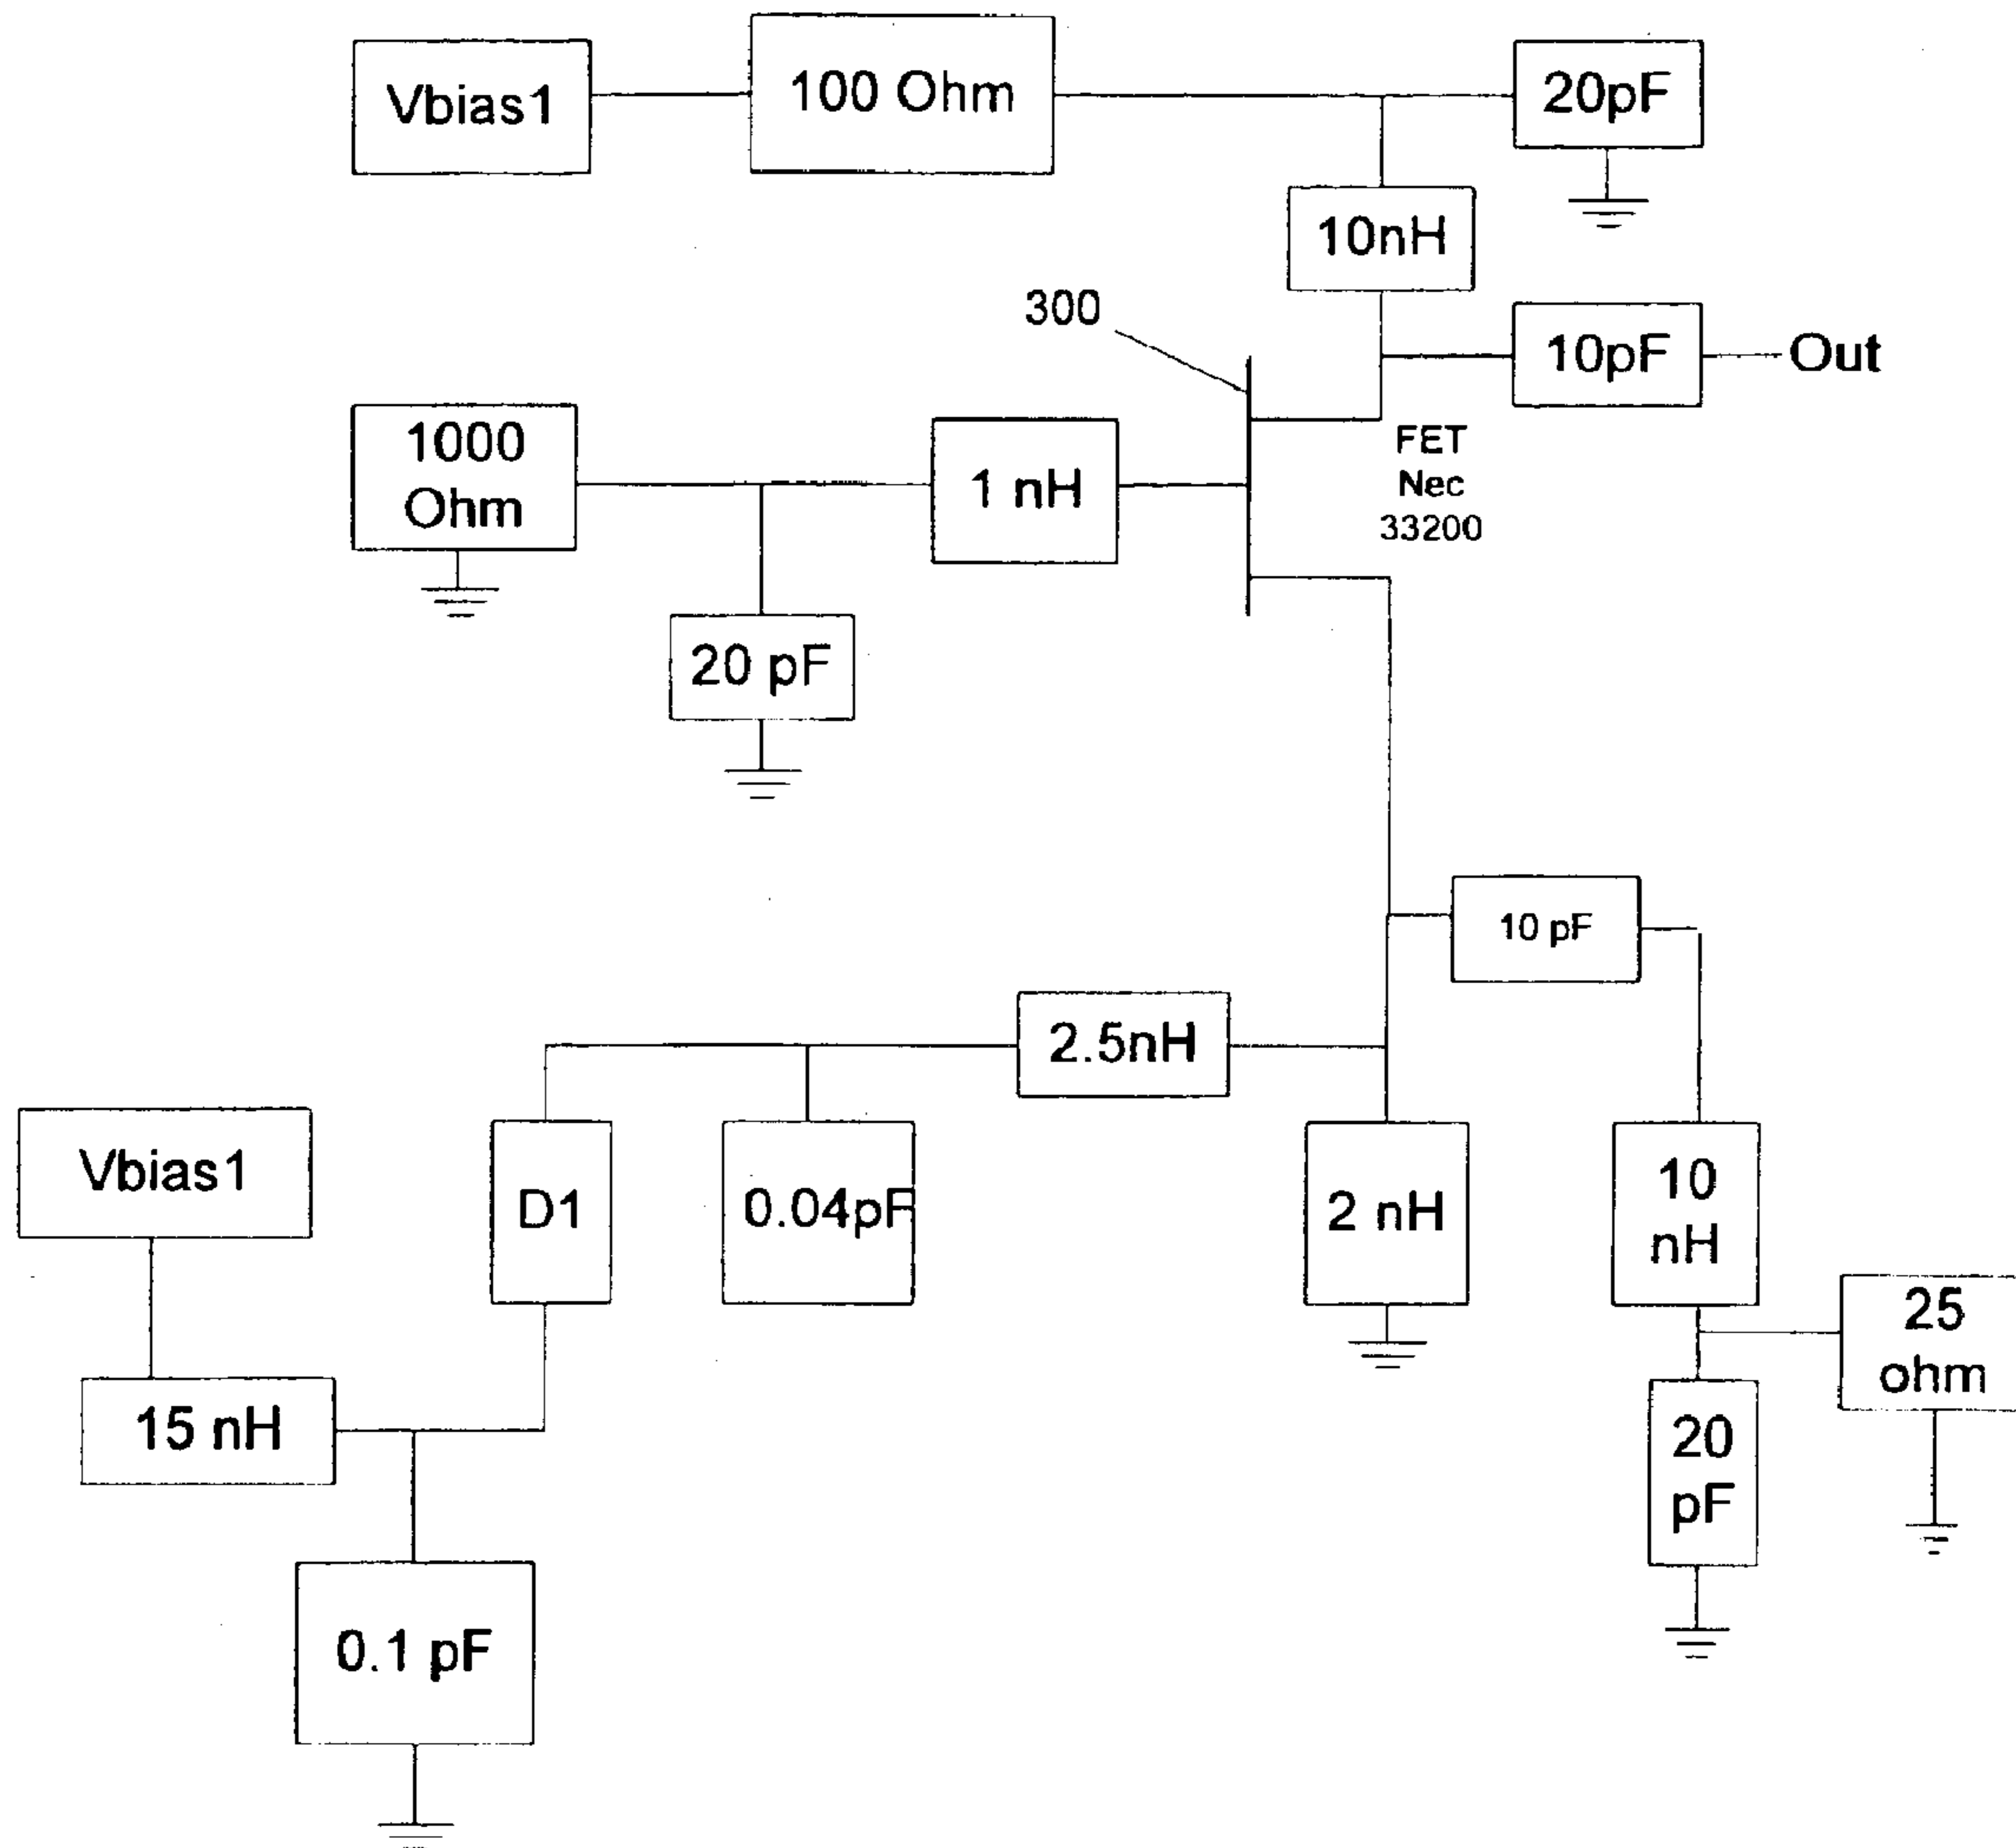 Vbias1
100 Ohm
20pF
10nH
300
10pF
Out
FET
Nec
33200
1000
Ohm
1 nH
20 pF
10 pF
2.5nH
Vbias1
D1
0.04pF
2 nH
10
nH
25
ohm
15 nH
20
pF
0.1 pF